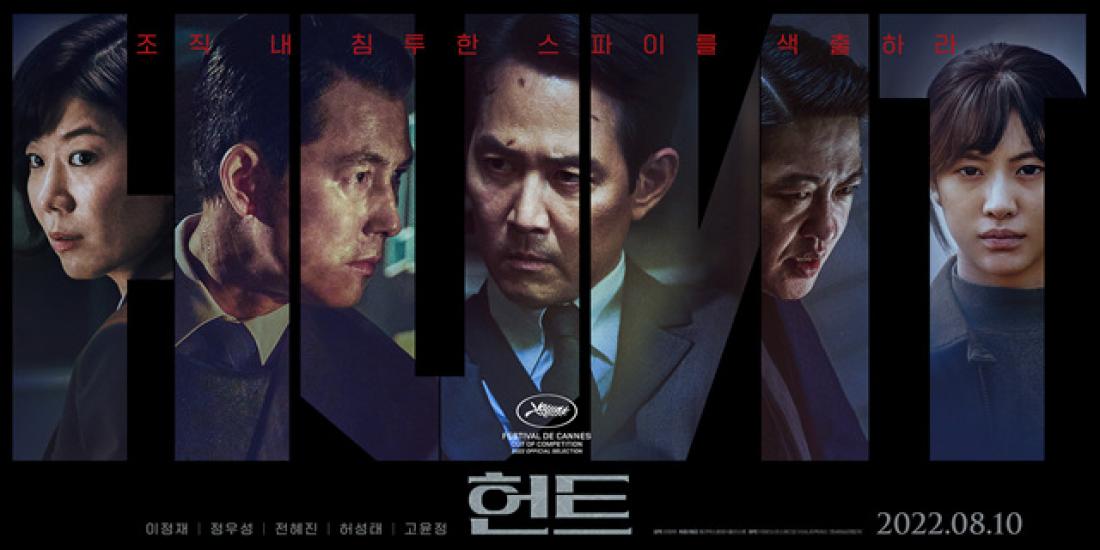 조직 내 침투한 스파이를 색출하라
HUNT
FESTIVAL DE CANNES
OUT OF COMPETITION
2022 OFFICIAL SELECTION
헌트
이정재 | 정우성 | 전혜진 | 허성태 | 고윤정
2022.08.10